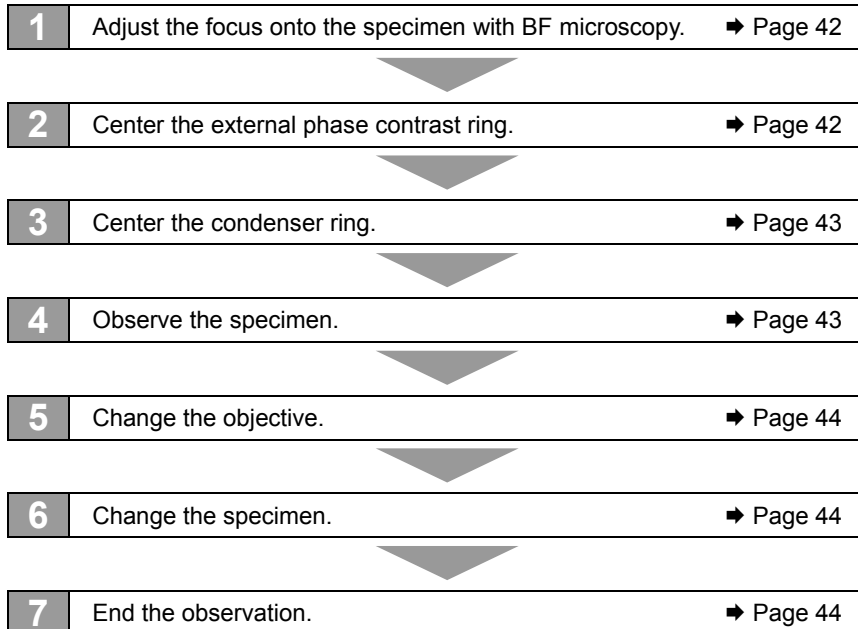 1 Adjust the focus onto the specimen with BF microscopy. ➡ Page 42
2 Center the external phase contrast ring. ➡ Page 42
3 Center the condenser ring. ➡ Page 43
4 Observe the specimen. ➡ Page 43
5 Change the objective. ➡ Page 44
6 Change the specimen. ➡ Page 44
7 End the observation. ➡ Page 44